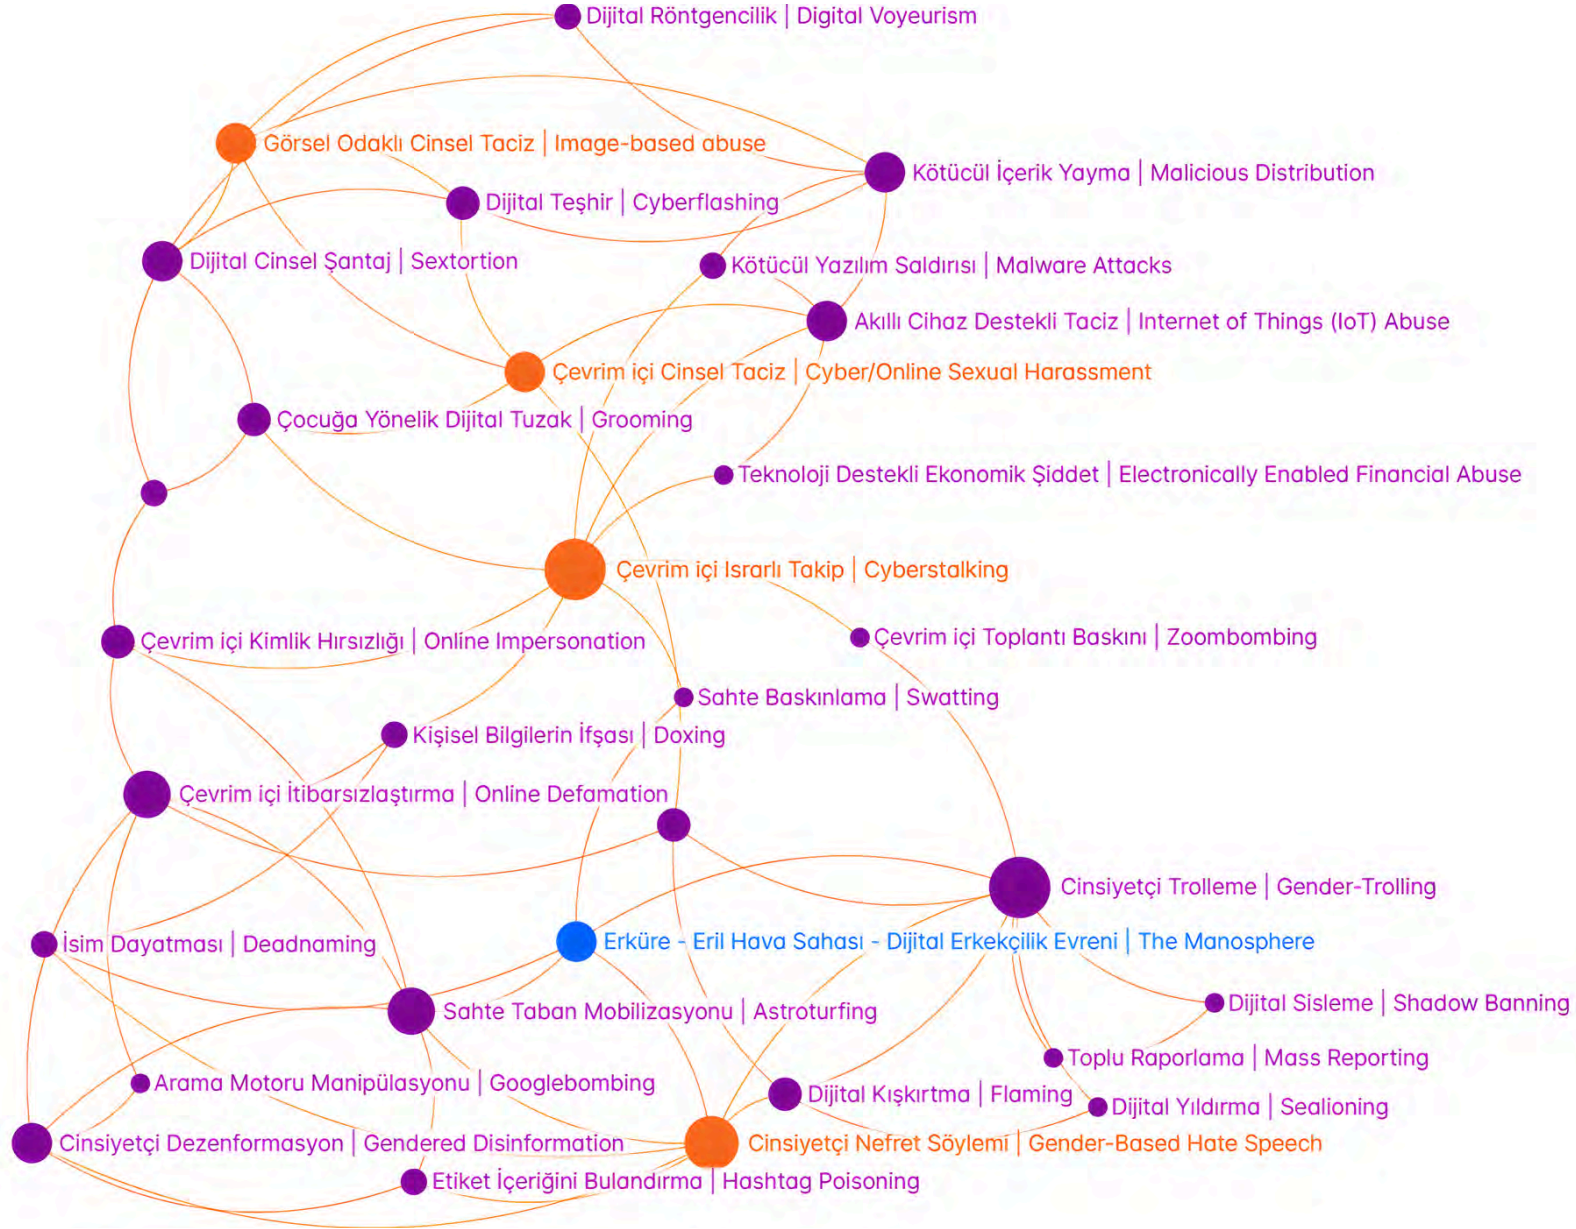 Dijital Röntgencilik | Digital Voyeurism
Görsel Odaklı Cinsel Taciz | Image-based abuse
Kötücül İçerik Yayma | Malicious Distribution
Dijital Teşhir | Cyberflashing
Dijital Cinsel Şantaj | Sextortion
Kötücül Yazılım Saldırısı | Malware Attacks
Akıllı Cihaz Destekli Taciz | Internet of Things (IoT) Abuse
Çevrim içi Cinsel Taciz | Cyber/Online Sexual Harassment
Çocuğa Yönelik Dijital Tuzak | Grooming
Teknoloji Destekli Ekonomik Şiddet | Electronically Enabled Financial Abuse
Çevrim içi Israrlı Takip | Cyberstalking
Çevrim içi Toplantı Baskını | Zoombombing
Çevrim içi Kimlik Hırsızlığı | Online Impersonation
Sahte Baskınlama | Swatting
Kişisel Bilgilerin İfşası | Doxing
Çevrim içi İtibarsızlaştırma | Online Defamation
Cinsiyetçi Trolleme | Gender-Trolling
İsim Dayatması | Deadnaming
Erküre - Eril Hava Sahası - Dijital Erkekçilik Evreni | The Manosphere
Sahte Taban Mobilizasyonu | Astroturfing
Dijital Sisleme | Shadow Banning
Toplu Raporlama | Mass Reporting
Arama Motoru Manipülasyonu | Googlebombing
Dijital Kışkırtma | Flaming
Dijital Yıldırma | Sealioning
Cinsiyetçi Dezenformasyon | Gendered Disinformation
Cinsiyetçi Nefret Söylemi | Gender-Based Hate Speech
Etiket İçeriğini Bulandırma | Hashtag Poisoning